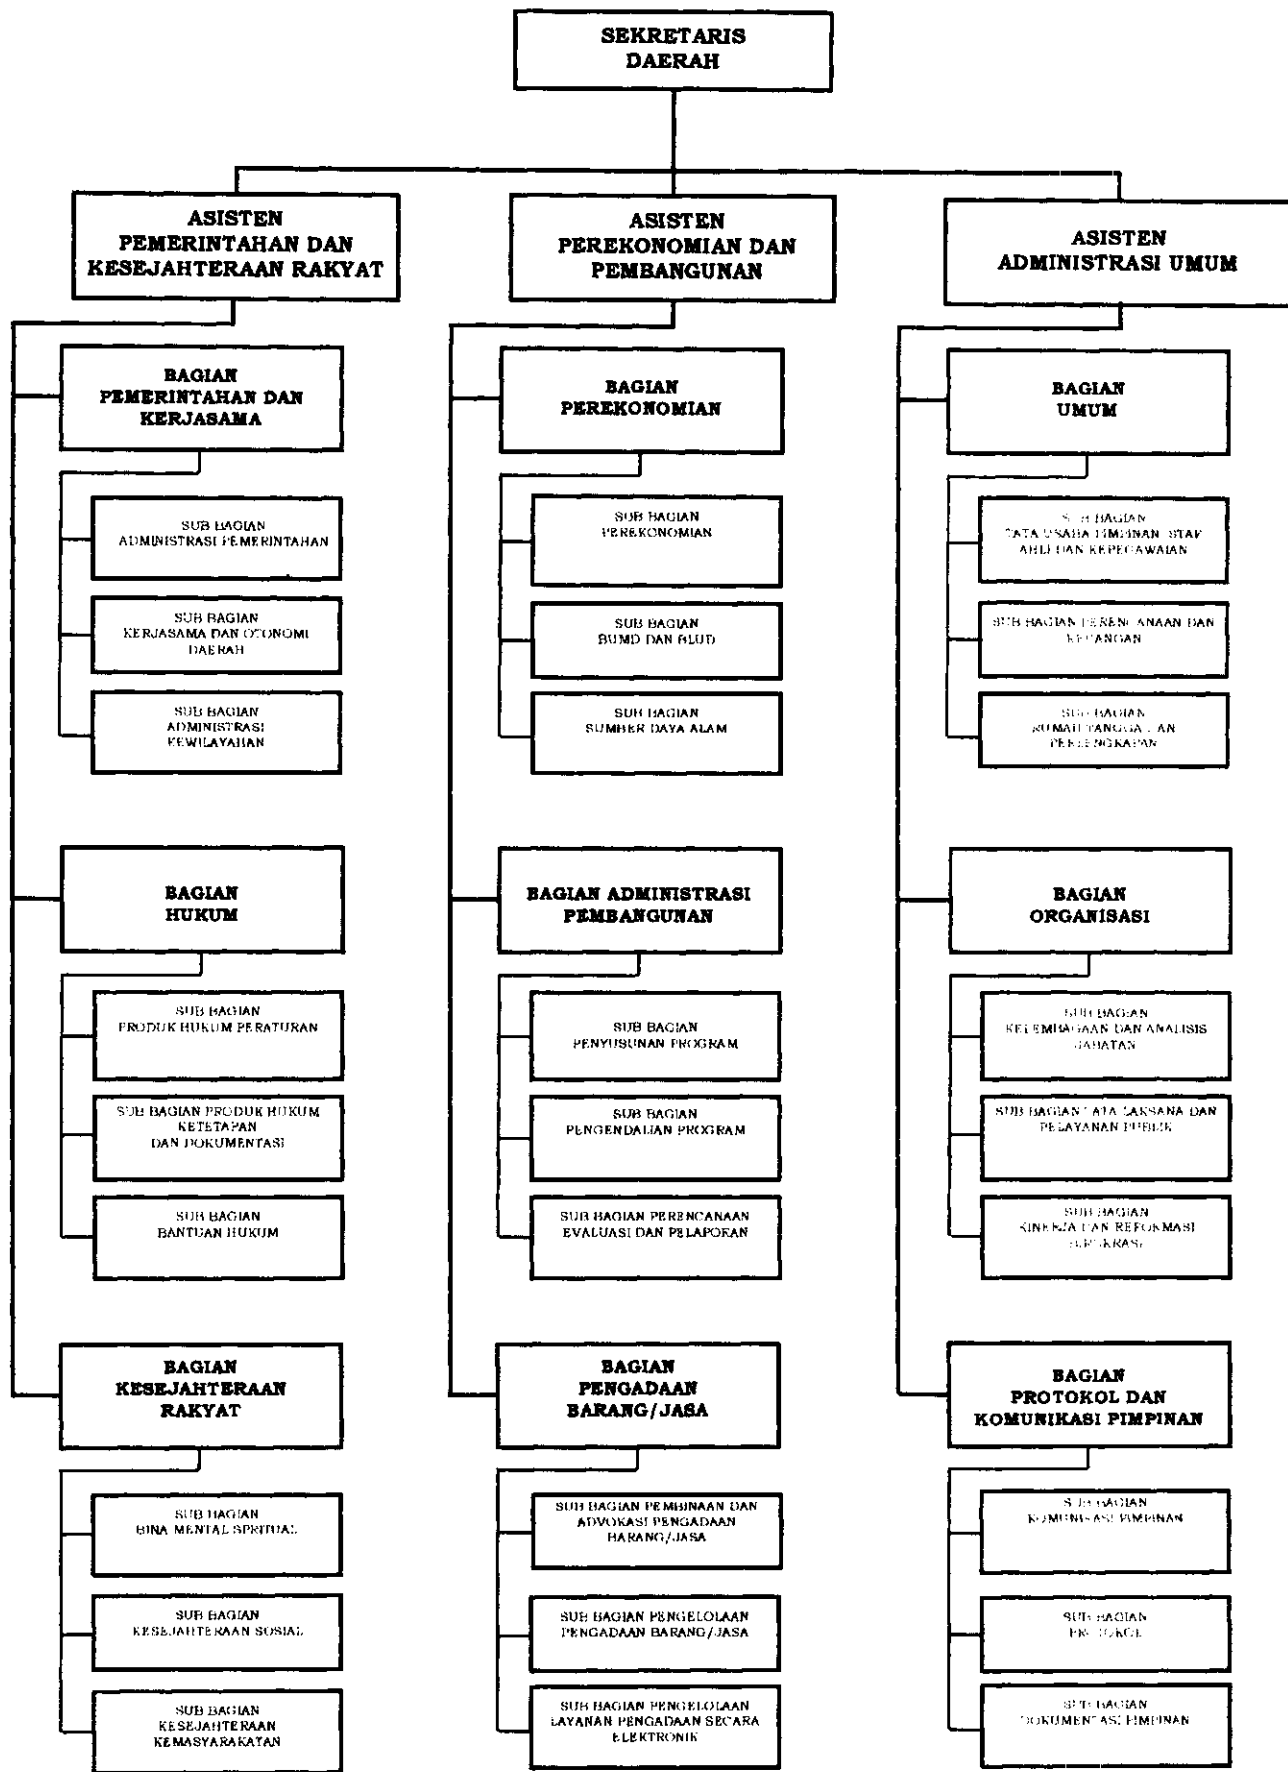 SEKRETARIS
DAERAH
ASISTEN
PEMERINTAHAN DAN
KESEJAHTERAAN RAKYAT
ASISTEN
PEREKONOMIAN DAN
PEMBANGUNAN
ASISTEN
ADMINISTRASI UMUM
BAGIAN
PEMERINTAHAN DAN
KERJASAMA
SUB BAGIAN
ADMINISTRASI PEMERINTAHAN
SUB BAGIAN
KERJASAMA DAN OTONOMI
DAERAH
SUB BAGIAN
ADMINISTRASI
KEWILAYAHAN
BAGIAN
HUKUM
SUB BAGIAN
PRODUK HUKUM PERATURAN
SUB BAGIAN PRODUK HUKUM
KETETAPAN
DAN DOKUMENTASI
SUB BAGIAN
BANTUAN HUKUM
BAGIAN
KESEJAHTERAAN
RAKYAT
SUB BAGIAN
BINA MENTAL SPRITUAL
SUB BAGIAN
KESEJAHTERAAN SOSIAL
SUB BAGIAN
KESEJAHTERAAN
KEMASYARAKATAN
BAGIAN
PEREKONOMIAN
SUB BAGIAN
PEREKONOMIAN
SUB BAGIAN
BUMD DAN BLUD
SUB BAGIAN
SUMBER DAYA ALAM
BAGIAN ADMINISTRASI
PEMBANGUNAN
SUB BAGIAN
PENYUSUNAN PROGRAM
SUB BAGIAN
PENGENDALIAN PROGRAM
SUB BAGIAN PERENCANAAN
EVALUASI DAN PELAPORAN
BAGIAN
PENGADAAN
BARANG/JASA
SUB BAGIAN PEMBINAAN DAN
ADVOKASI PENGADAAN
BARANG/JASA
SUB BAGIAN PENGELOLAAN
PENGADAAN BARANG/JASA
SUB BAGIAN PENGELOLAAN
LAYANAN PENGADAAN SECARA
ELEKTRONIK
BAGIAN
UMUM
SUB BAGIAN
TATA USAHA PIMPINAN STAF
AHLI DAN KEPEGAWAIAN
SUB BAGIAN PERENCANAAN DAN
KEUANGAN
SUB BAGIAN
RUMAH TANGGA DAN
PERLENGKAPAN
BAGIAN
ORGANISASI
SUB BAGIAN
KELEMBAGAAN DAN ANALISIS
JABATAN
SUB BAGIAN TATA LAKSANA DAN
PELAYANAN PUBLIK
SUB BAGIAN
KINERJA DAN REFORMASI
BIROKRASI
BAGIAN
PROTOKOL DAN
KOMUNIKASI PIMPINAN
SUB BAGIAN
KOMUNIKASI PIMPINAN
SUB BAGIAN
PROTOKOL
SUB BAGIAN
DOKUMENTASI PIMPINAN